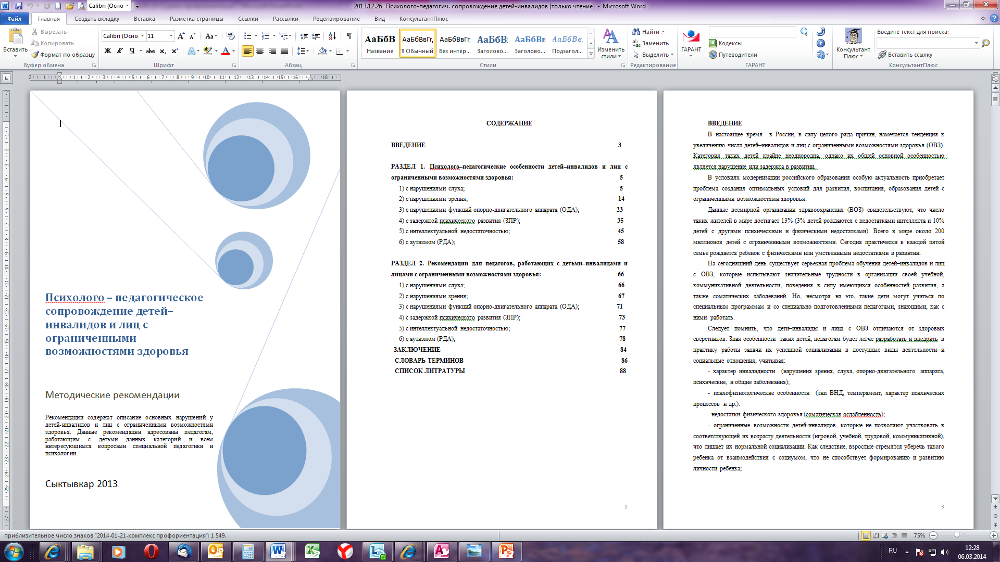 Calibri (Осно
2013.12.26 Психолого-педагогич. сопровождение детей-инвалидов [только чтение] - Microsoft Word
Файл Главная Создать вкладку Вставка Разметка страницы Ссылки Рассылки Рецензирование Вид КонсультантПлюс
Вставить
Вырезать
Копировать
Формат по образцу
Буфер обмена
Calibri (Осно 11
Шрифт
Абзац
АаБбВ АаБбВвГг, АаБбВвГг, АаБбВ: АаБбВв АаБбВв.
Название ¶ Обычный Без интер... Заголово... Заголово... Подзагол...
Изменить стили
Стили
Найти
Заменить
Выделить
Редактирование
ГАРАНТ
Кодексы
Путеводители
ГАРАНТ
Консультант Плюс
Введите текст для поиска:
Вставить ссылку
КонсультантПлюс
Психолого – педагогическое
сопровождение детей–
инвалидов и лиц с
ограниченными
возможностями здоровья
Методические рекомендации
Рекомендации содержат описание основных нарушений у
детей-инвалидов и лиц с ограниченными возможностями
здоровья. Данные рекомендации адресованы педагогам,
работающим с детьми данных категорий и всем
интересующимся вопросами специальной педагогики и
психологии.
Сыктывкар 2013
СОДЕРЖАНИЕ
ВВЕДЕНИЕ 3
РАЗДЕЛ 1. Психолого–педагогические особенности детей–инвалидов и лиц с
ограниченными возможностями здоровья: 5
1) с нарушениями слуха; 5
2) с нарушениями зрения; 14
3) с нарушениями функций опорно-двигательного аппарата (ОДА); 23
4) с задержкой психического развития (ЗПР); 35
5) с интеллектуальной недостаточностью; 45
6) с аутизмом (РДА); 58
РАЗДЕЛ 2. Рекомендации для педагогов, работающих с детьми–инвалидами и
лицами с ограниченными возможностями здоровья: 66
1) с нарушениями слуха; 66
2) с нарушениями зрения; 67
3) с нарушениями функций опорно-двигательного аппарата (ОДА); 71
4) с задержкой психического развития (ЗПР); 73
5) с интеллектуальной недостаточностью; 77
6) с аутизмом (РДА); 78
ЗАКЛЮЧЕНИЕ 84
СЛОВАРЬ ТЕРМИНОВ 86
СПИСОК ЛИТРАТУРЫ 88
2
ВВЕДЕНИЕ
В настоящее время в России, в силу целого ряда причин, намечается тенденция к
увеличению числа детей–инвалидов и лиц с ограниченными возможностями здоровья (ОВЗ).
Категория таких детей крайне неоднородна, однако их общей основной особенностью
является нарушение или задержка в развитии.
В условиях модернизации российского образования особую актуальность приобретает
проблема создания оптимальных условий для развития, воспитания, образования детей с
ограниченными возможностями здоровья.
Данные всемирной организации здравоохранения (ВОЗ) свидетельствуют, что число
таких жителей в мире достигает 13% (3% детей рождаются с недостатками интеллекта и 10%
детей с другими психическими и физическими недостатками). Всего в мире около 200
миллионов детей с ограниченными возможностями. Сегодня практически в каждой пятой
семье рождается ребенок с физическими или умственными недостатками в развитии.
На сегодняшний день существует серьезная проблема обучения детей–инвалидов и лиц
с ОВЗ, которые испытывают значительные трудности в организации своей учебной,
коммуникативной деятельности, поведения в силу имеющихся особенностей развития, а
также соматических заболеваний. Но, несмотря на это, такие дети могут учиться по
специальным программам и со специально подготовленными педагогами, знающими, как с
ними работать.
Следует помнить, что дети–инвалиды и лица с ОВЗ отличаются от здоровых
сверстников. Зная особенности таких детей, педагогам будет легче разработать и внедрить в
практику работы задачи их успешной социализации в доступные виды деятельности и
социальные отношения, учитывая:
- характер инвалидности (нарушения зрения, слуха, опорно-двигательного аппарата,
психические, и общие заболевания);
- психофизиологические особенности (тип ВНД, темперамент, характер психических
процессов и др.).
- недостатки физического здоровья (соматическая ослабленность);
- ограниченные возможности детей-инвалидов, которые не позволяют участвовать в
соответствующей их возрасту деятельности (игровой, учебной, трудовой, коммуникативной),
что лишает их нормальной социализации. Как следствие, взрослые стремятся уберечь такого
ребенка от взаимодействия с социумом, что не способствует формированию и развитию
личности ребенка;
3
приблизительное число знаков "2014-01-21-комплекс профориентация": 1 549.
75%
RU
12:28
06.03.2014